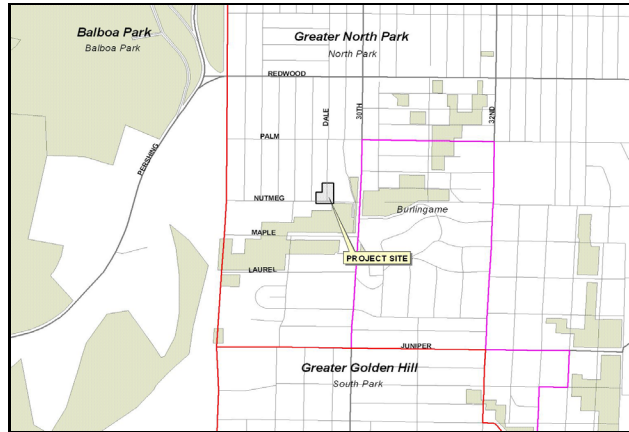 Balboa Park
Balboa Park
Greater North Park
North Park
REDWOOD
DALE
30TH
32ND
PALM
PERSHING
NUTMEG
Burlingame
MAPLE
PROJECT SITE
LAUREL
JUNIPER
Greater Golden Hill
South Park